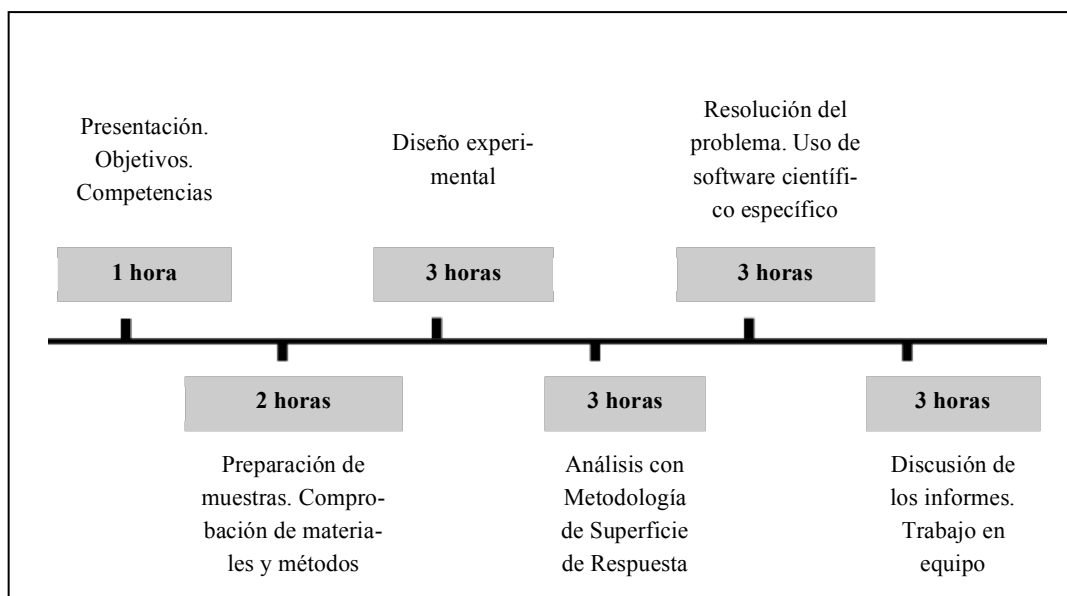 Presentación.
Objetivos.
Competencias
1 hora
2 horas
Preparación de
muestras. Compro-
bación de materia-
les y métodos
Diseño experi-
mental
3 horas
3 horas
Análisis con
Metodología
de Superficie
de Respuesta
Resolución del
problema. Uso de
software científi-
co específico
3 horas
3 horas
Discusión de
los informes.
Trabajo en
equipo